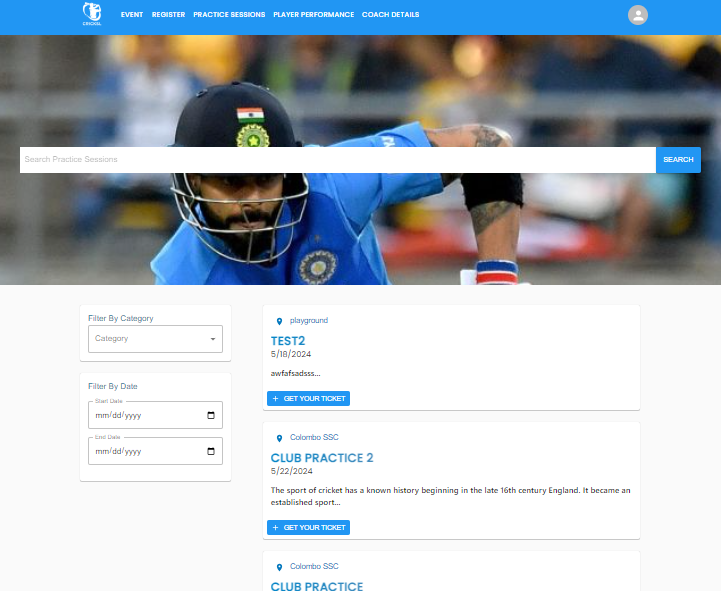 CRICKSL
EVENT REGISTER PRACTICE SESSIONS PLAYER PERFORMANCE COACH DETAILS
Search Practice Sessions
SEARCH
Filter By Category
Category
Filter By Date
Start Date
mm/dd/yyyy
End Date
mm/dd/yyyy
playground
TEST2
5/18/2024
awfafsadsss...
+ GET YOUR TICKET
Colombo SSC
CLUB PRACTICE 2
5/22/2024
The sport of cricket has a known history beginning in the late 16th century England. It became an
established sport...
+ GET YOUR TICKET
Colombo SSC
CLUB PRACTICE